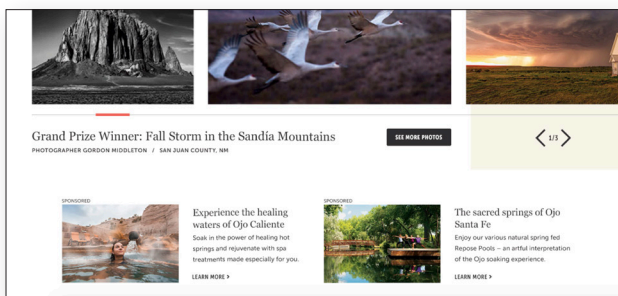 Grand Prize Winner: Fall Storm in the Sandía Mountains
PHOTOGRAPHER GORDON MIDDLETON / SAN JUAN COUNTY, NM
SEE MORE PHOTOS
1/3
SPONSORED
Experience the healing
waters of Ojo Caliente
Soak in the power of healing hot
springs and rejuvenate with spa
treatments made especially for you.
LEARN MORE >
SPONSORED
The sacred springs of Ojo
Santa Fe
Enjoy our various natural spring fed
Repose Pools – an artful interpretation
of the Ojo soaking experience.
LEARN MORE >